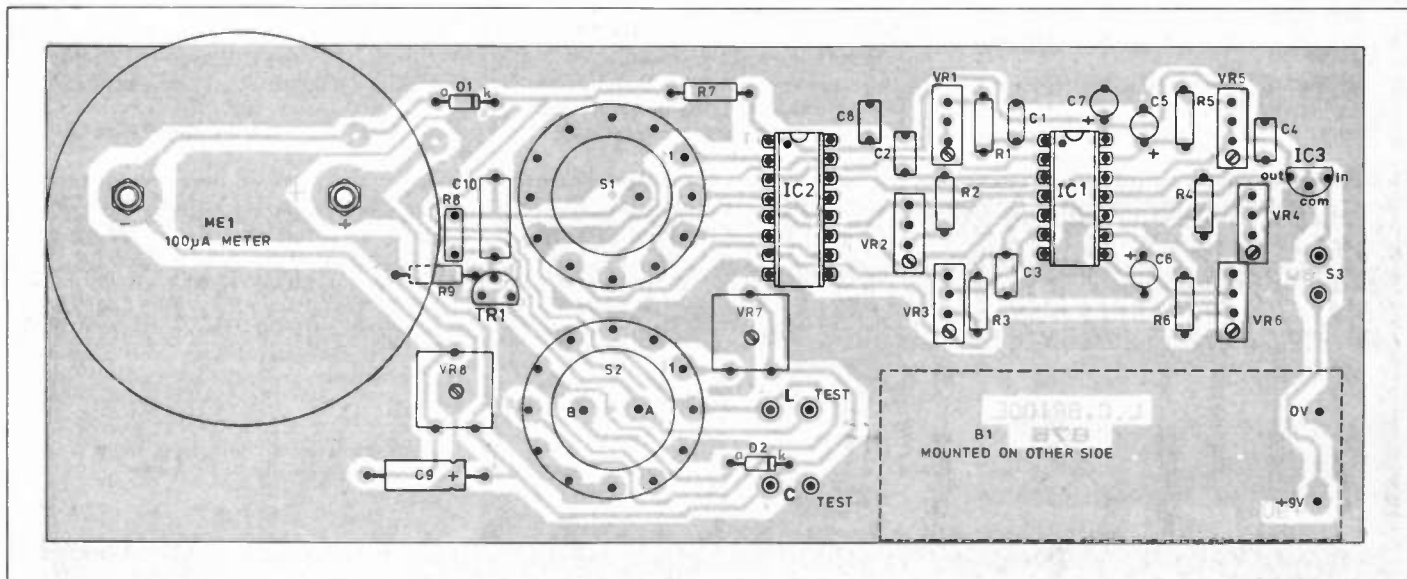 D1
a k
R7
VR1
C7
C5
R5
VR5
C8
C2
C1
R1
C4
IC3
out in
com
1
S1
C10
R8
IC2
R2
IC1
R4
VR4
ME1
100µA METER
- +
VR2
R9
TR1
C3
+ C6
S3
VR3
R3
R6
VR6
VR7
VR8
S2
1
B A
L TEST
D2
a k
C9 +
C TEST
L.C.BRIDGE
B1
MOUNTED ON OTHER SIDE
0V
+9V